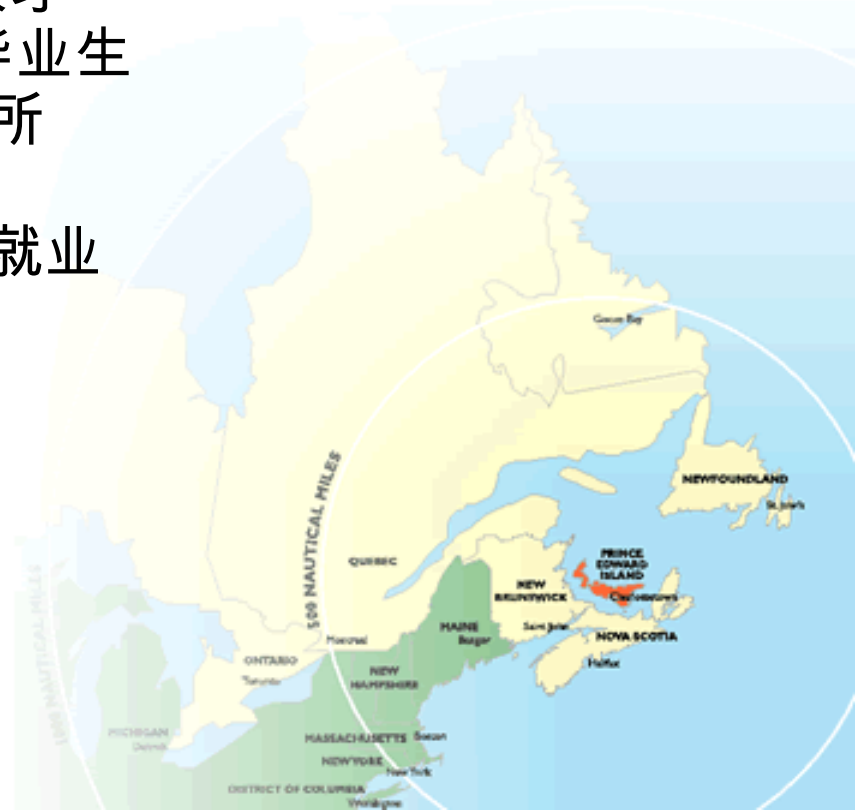 毕业生
所
就业
Goose Bay
500 NAUTICAL MILES
NEWFOUNDLAND
St. John's
QUEBEC
PRINCE
EDWARD
ISLAND
Charlottetown
NEW
BRUNSWICK
MAINE
Bangor
Saint John
NOVA SCOTIA
Halifax
Montreal
ONTARIO
Toronto
NEW
HAMPSHIRE
MICHIGAN
Detroit
MASSACHUSETTS
Boston
NEW YORK
New York
DISTRICT OF COLUMBIA
Washington
NAUTICAL MILES